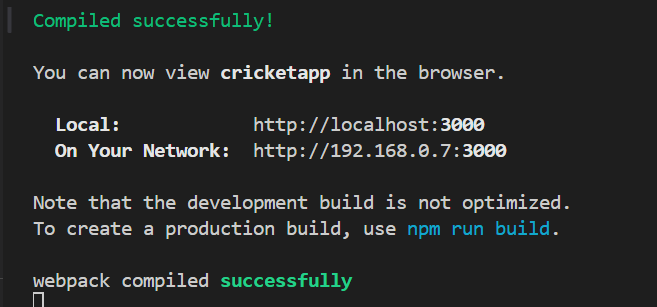 Compiled successfully!
You can now view cricketapp in the browser.
Local: http://localhost:3000
On Your Network: http://192.168.0.7:3000
Note that the development build is not optimized.
To create a production build, use npm run build.
webpack compiled successfully